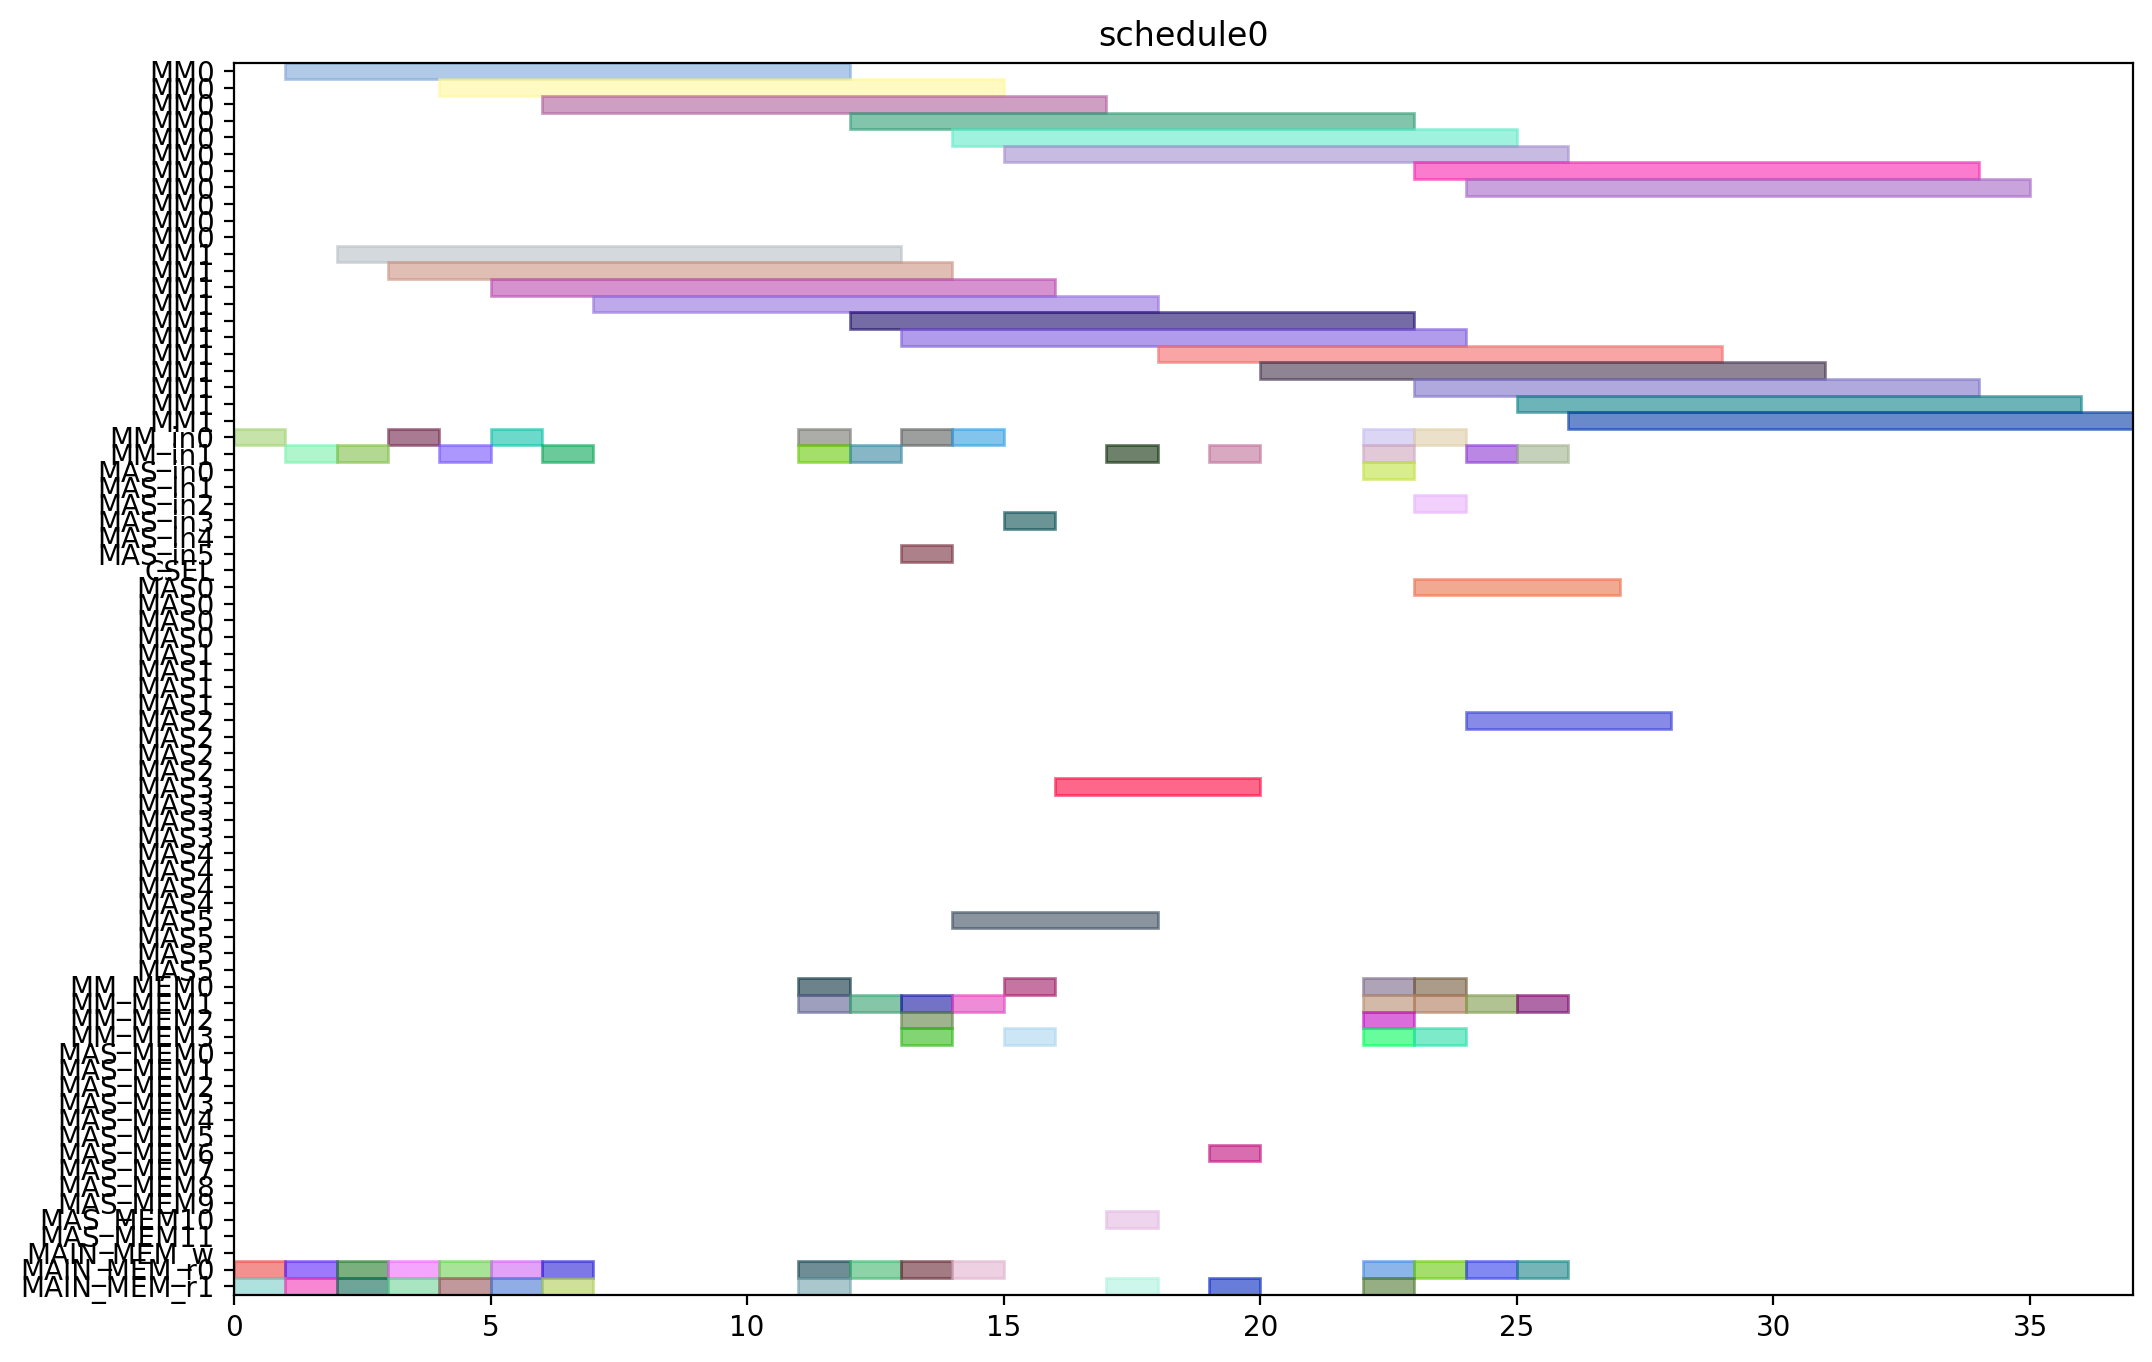 schedule0
MM0
MM0
MM0
MM0
MM0
MM0
MM0
MM0
MM0
MM0
MM0
MM1
MM1
MM1
MM1
MM1
MM1
MM1
MM1
MM1
MM1
MM1
MM_in0
MM_in1
MAS_in0
MAS_in1
MAS_in2
MAS_in3
MAS_in4
MAS_in5
CSEL
MAS0
MAS0
MAS0
MAS0
MAS1
MAS1
MAS1
MAS1
MAS2
MAS2
MAS2
MAS2
MAS3
MAS3
MAS3
MAS3
MAS4
MAS4
MAS4
MAS4
MAS5
MAS5
MAS5
MAS5
MM_MEM0
MM_MEM1
MM_MEM2
MM_MEM3
MAS_MEM0
MAS_MEM1
MAS_MEM2
MAS_MEM3
MAS_MEM4
MAS_MEM5
MAS_MEM6
MAS_MEM7
MAS_MEM8
MAS_MEM9
MAS_MEM10
MAS_MEM11
MAIN_MEM_w
MAIN_MEM_r0
MAIN_MEM_r1
0 5 10 15 20 25 30 35